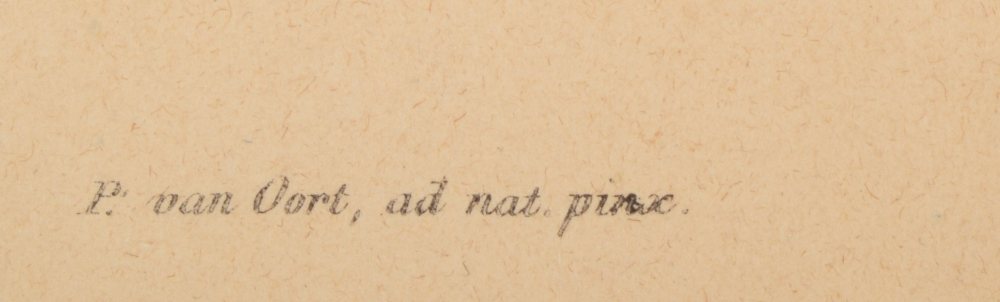 P. van Oort, ad nat. pinx.